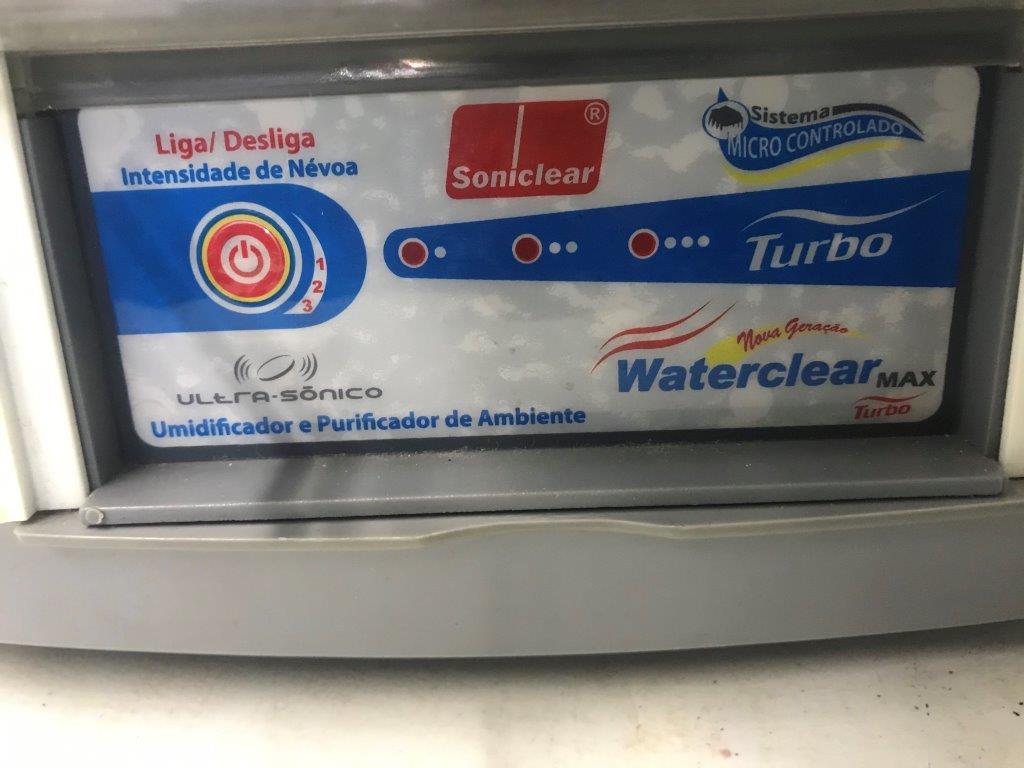 Liga/ Desliga
Intensidade de Névoa
Soniclear®
Sistema
MICRO CONTROLADO
1
2
3
Turbo
ULtra-SÔNICO
Umidificador e Purificador de Ambiente
Nova Geração
Waterclear MAX
Turbo